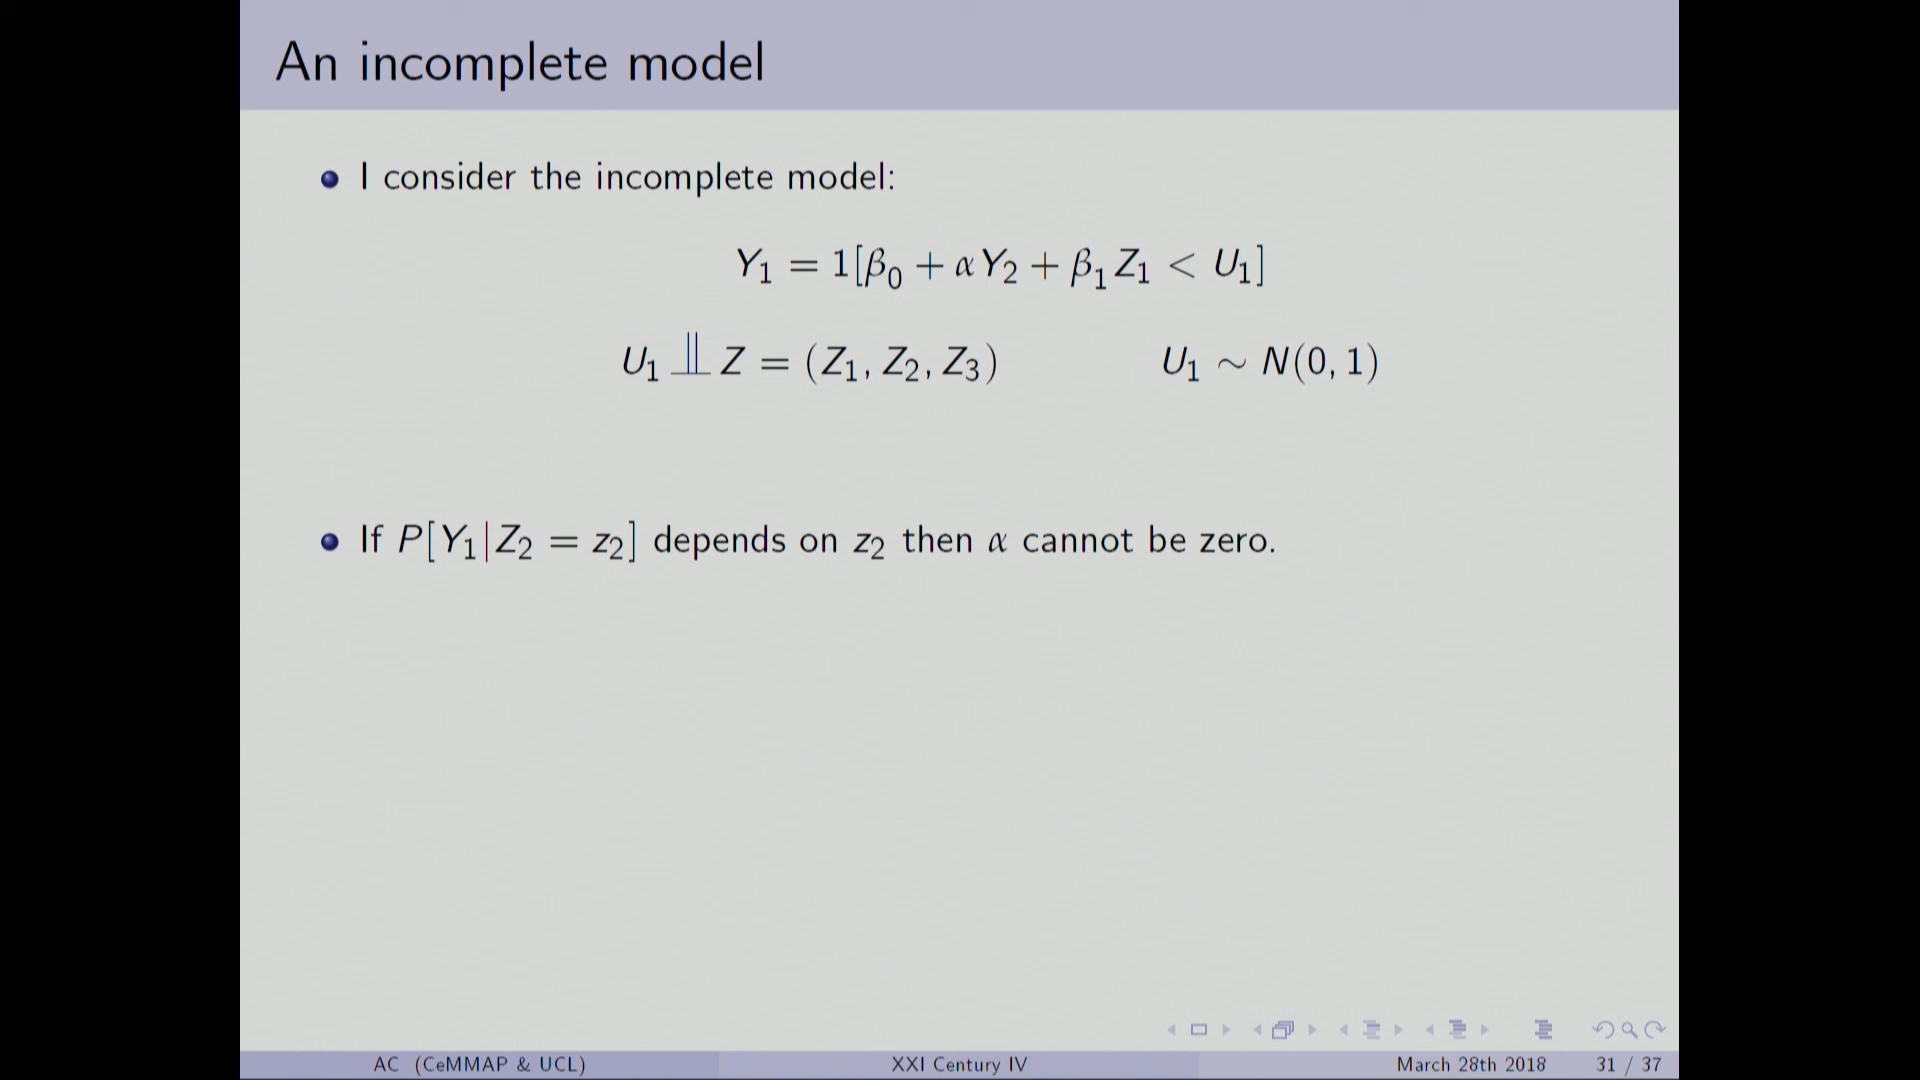 An incomplete model
• I consider the incomplete model:
Y₁ = 1[β₀ + αY₂ + β₁Z₁ < U₁]
U₁ ⫫ Z = (Z₁, Z₂, Z₃) U₁ ∼ N(0, 1)
• If P[Y₁|Z₂ = z₂] depends on z₂ then α cannot be zero.
AC (CeMMAP & UCL) XXI Century IV March 28th 2018 31 / 37